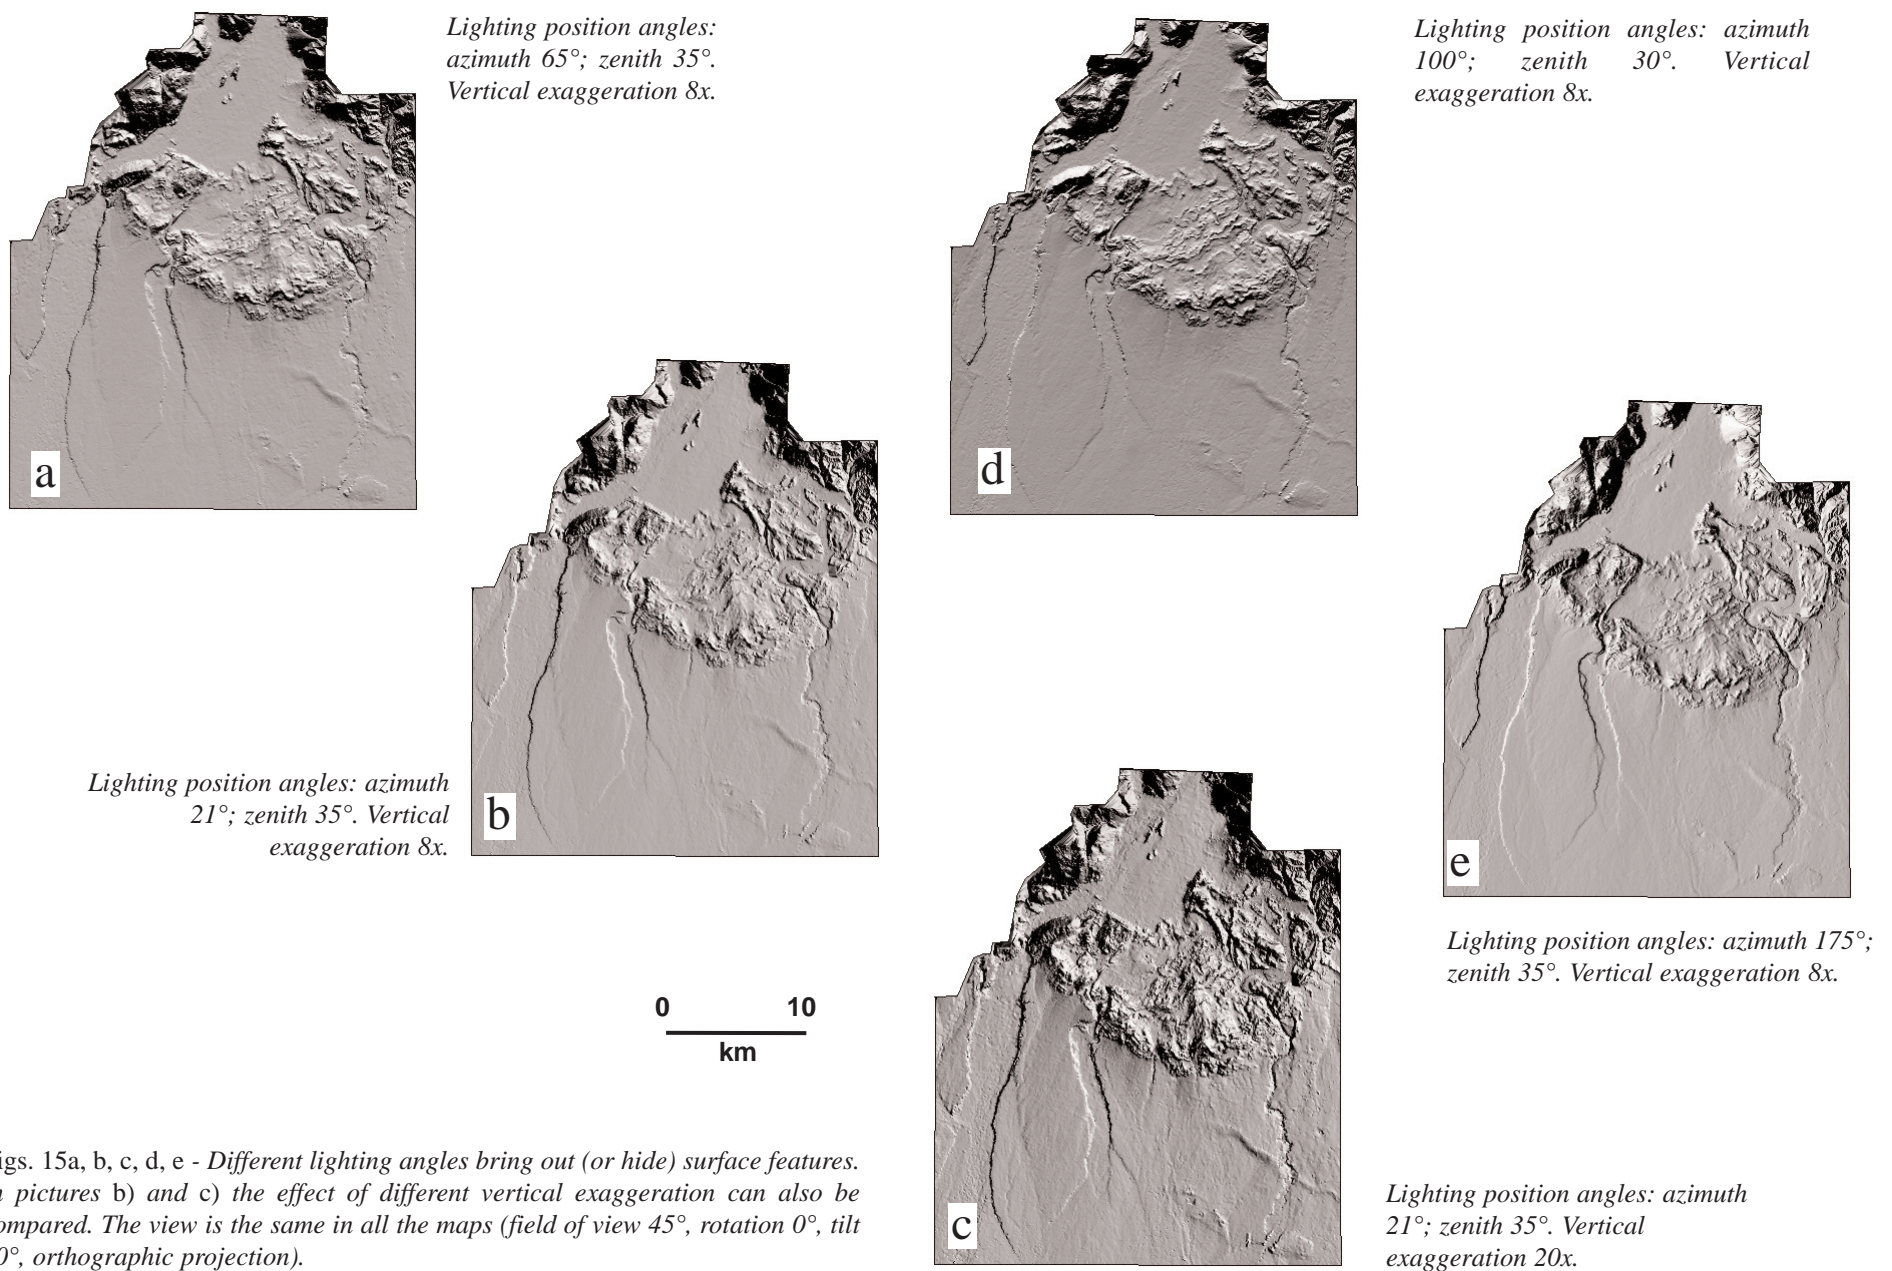 Lighting position angles:
azimuth 65°; zenith 35°.
Vertical exaggeration 8x.
Lighting position angles: azimuth
100°; zenith 30°. Vertical
exaggeration 8x.
a
d
Lighting position angles: azimuth
21°; zenith 35°. Vertical
exaggeration 8x.
b
e
Lighting position angles: azimuth 175°;
zenith 35°. Vertical exaggeration 8x.
0 10
km
igs. 15a, b, c, d, e - Different lighting angles bring out (or hide) surface features.
pictures b) and c) the effect of different vertical exaggeration can also be
ompared. The view is the same in all the maps (field of view 45°, rotation 0°, tilt
0°, orthographic projection).
c
Lighting position angles: azimuth
21°; zenith 35°. Vertical
exaggeration 20x.